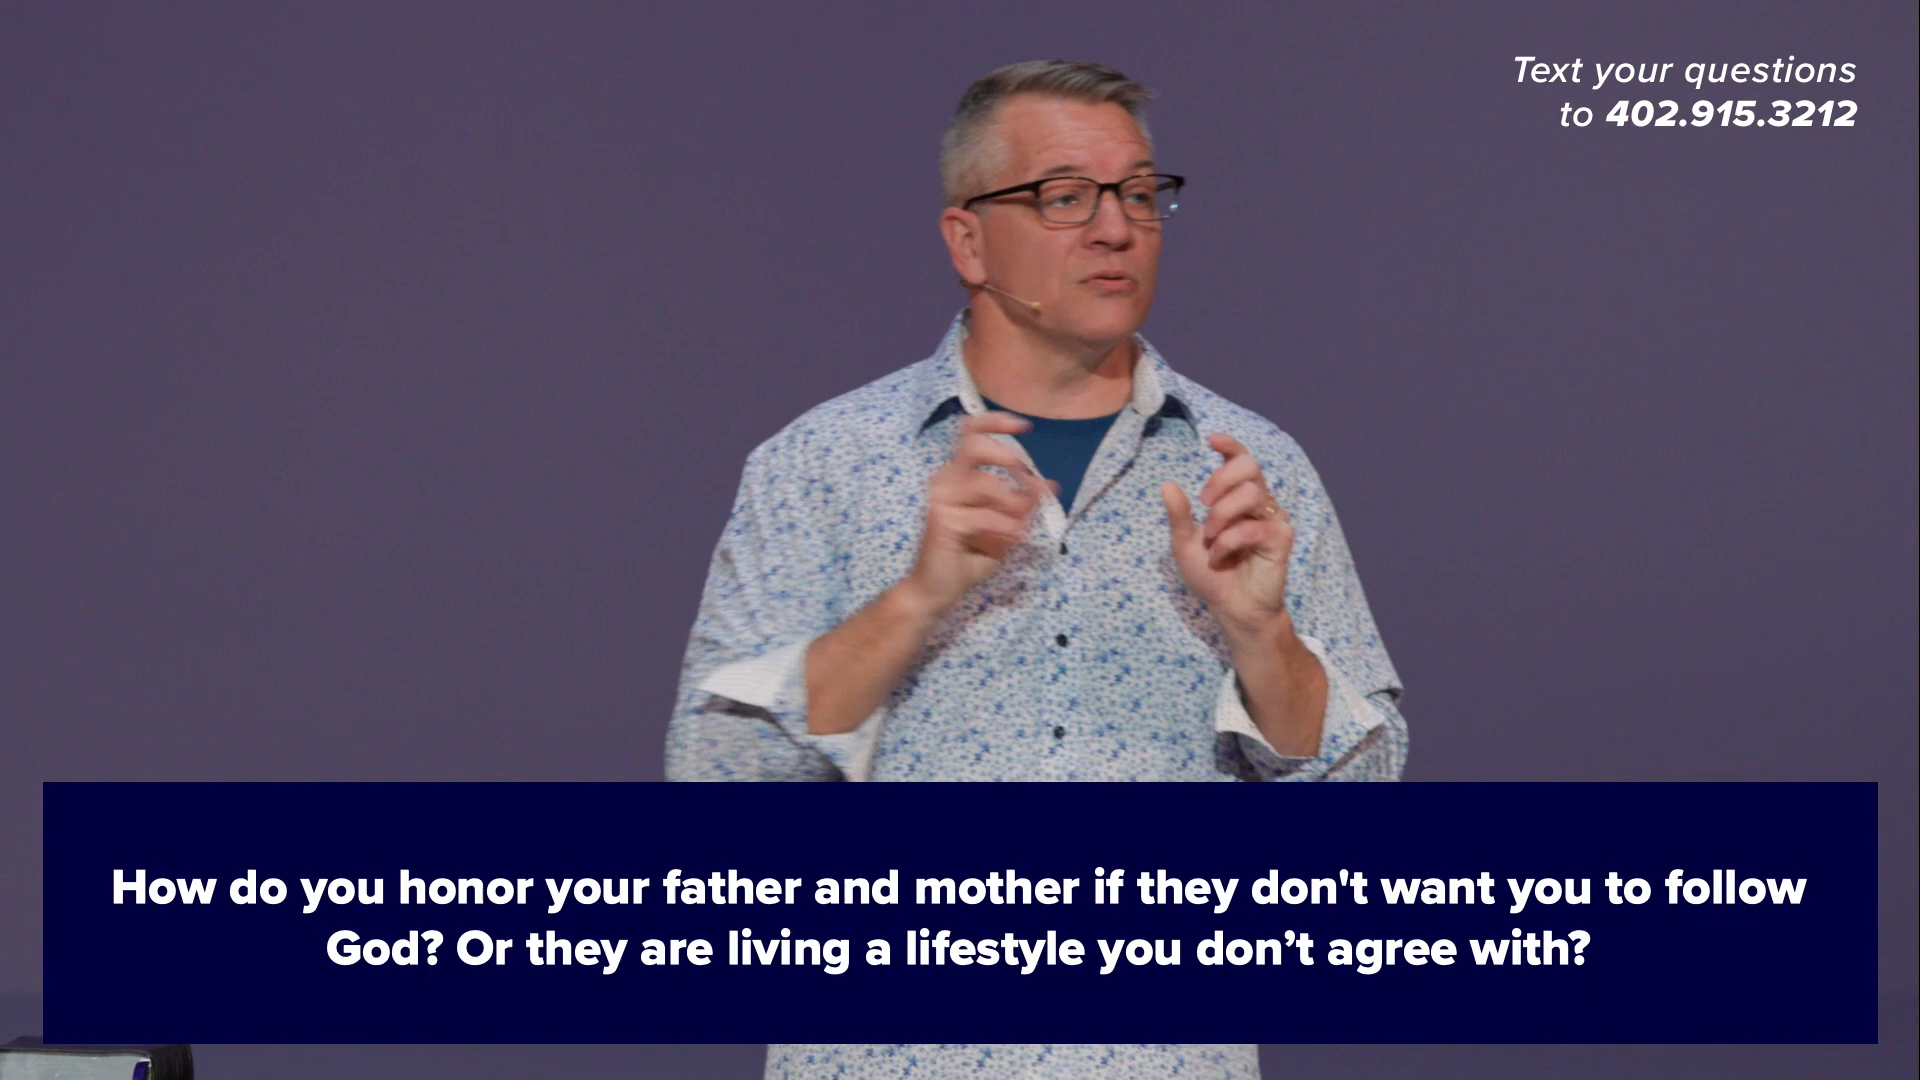 Text your questions
to 402.915.3212
How do you honor your father and mother if they don't want you to follow
God? Or they are living a lifestyle you don’t agree with?